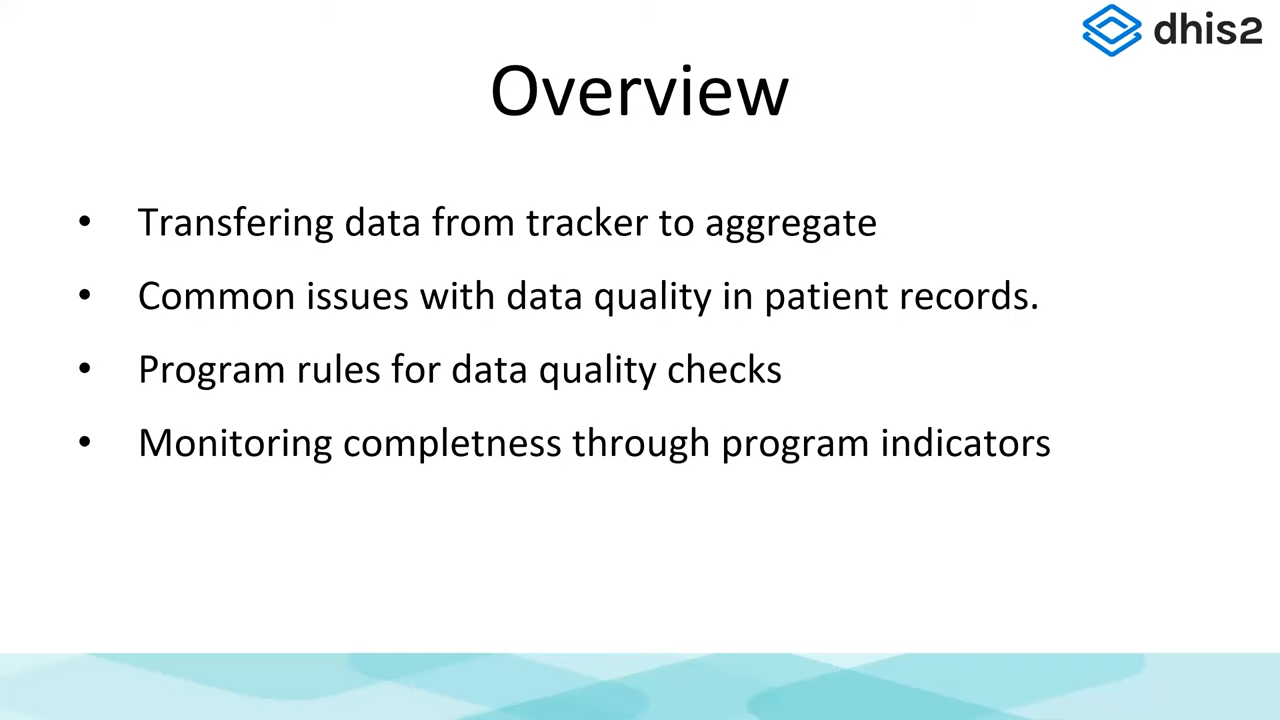 dhis2
Overview
• Transfering data from tracker to aggregate
• Common issues with data quality in patient records.
• Program rules for data quality checks
• Monitoring completness through program indicators